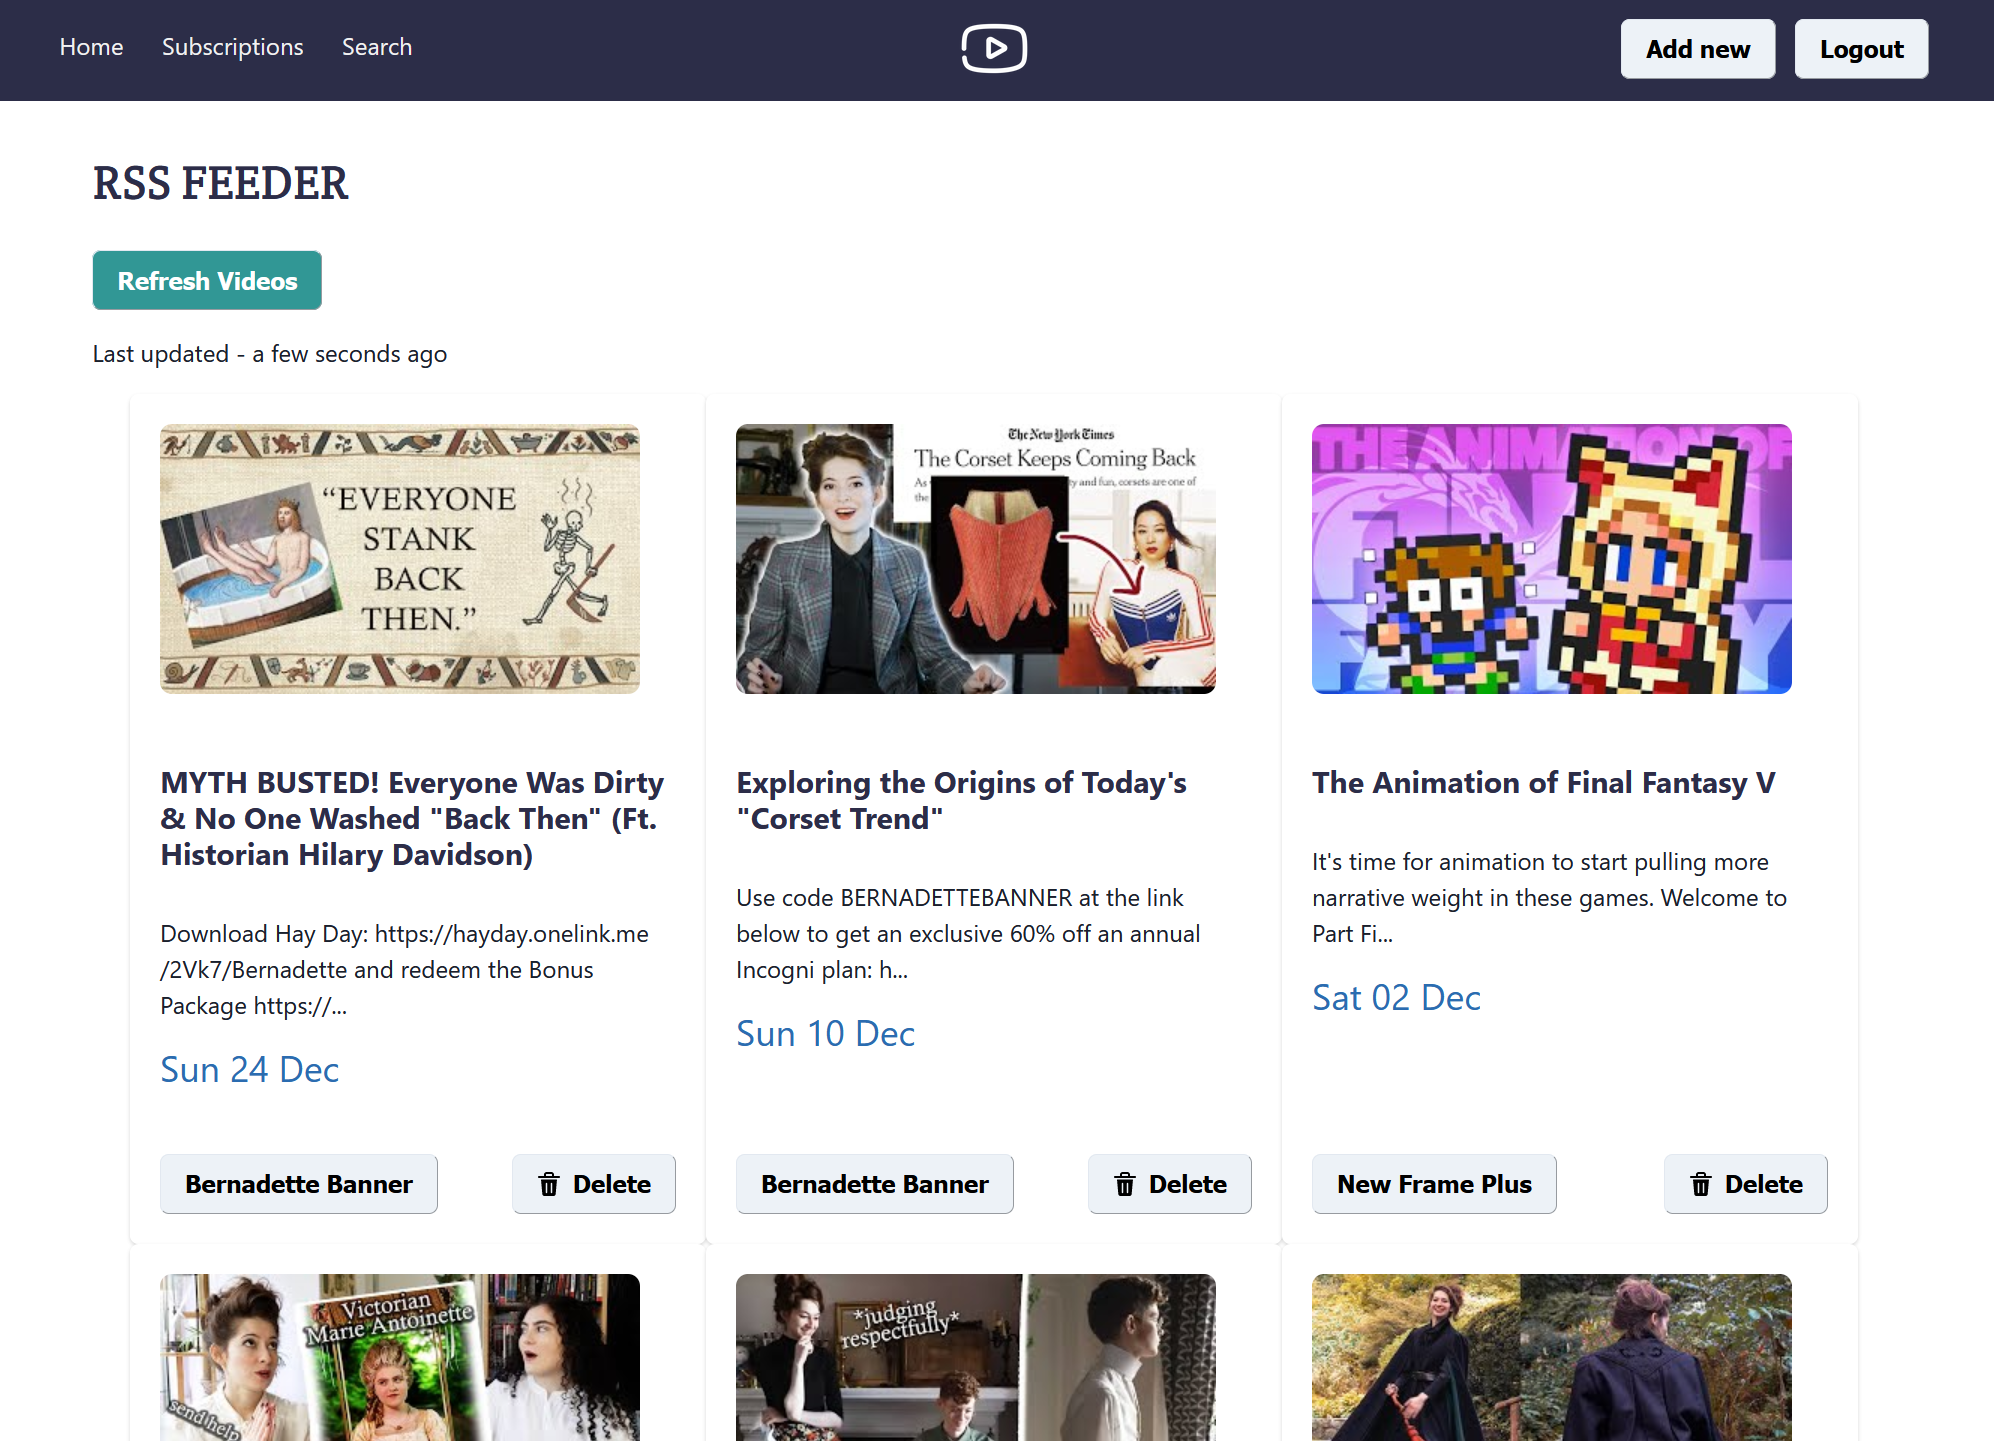 Home Subscriptions Search Add new Logout
RSS FEEDER
Refresh Videos
Last updated - a few seconds ago
"EVERYONE
STANK
BACK
THEN."
MYTH BUSTED! Everyone Was Dirty
& No One Washed "Back Then" (Ft.
Historian Hilary Davidson)
Download Hay Day: https://hayday.onelink.me
/2Vk7/Bernadette and redeem the Bonus
Package https://...
Sun 24 Dec
Bernadette Banner Delete
The New York Times
The Corset Keeps Coming Back
As
ty and fun, corsets are one of
the
Exploring the Origins of Today's
"Corset Trend"
Use code BERNADETTEBANNER at the link
below to get an exclusive 60% off an annual
Incogni plan: h...
Sun 10 Dec
Bernadette Banner Delete
THE ANIMATION OF
The Animation of Final Fantasy V
It's time for animation to start pulling more
narrative weight in these games. Welcome to
Part Fi...
Sat 02 Dec
New Frame Plus Delete
Victorian
Marie Antoinette
send help
*judging
respectfully*